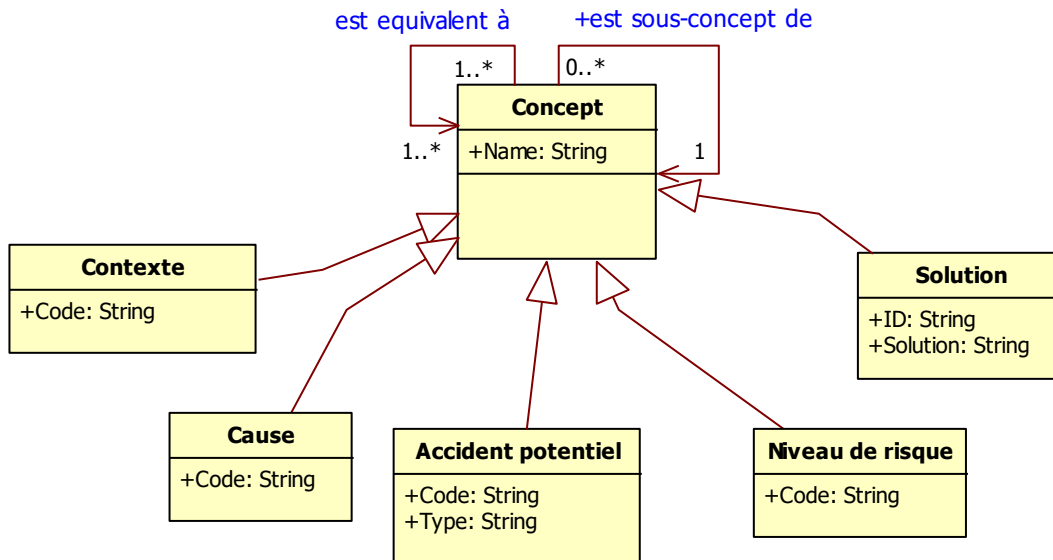 est equivalent à
+est sous-concept de
1..*
0..*
Concept
1..*
+Name: String
1
Contexte
+Code: String
Solution
+ID: String
+Solution: String
Cause
+Code: String
Accident potentiel
+Code: String
+Type: String
Niveau de risque
+Code: String